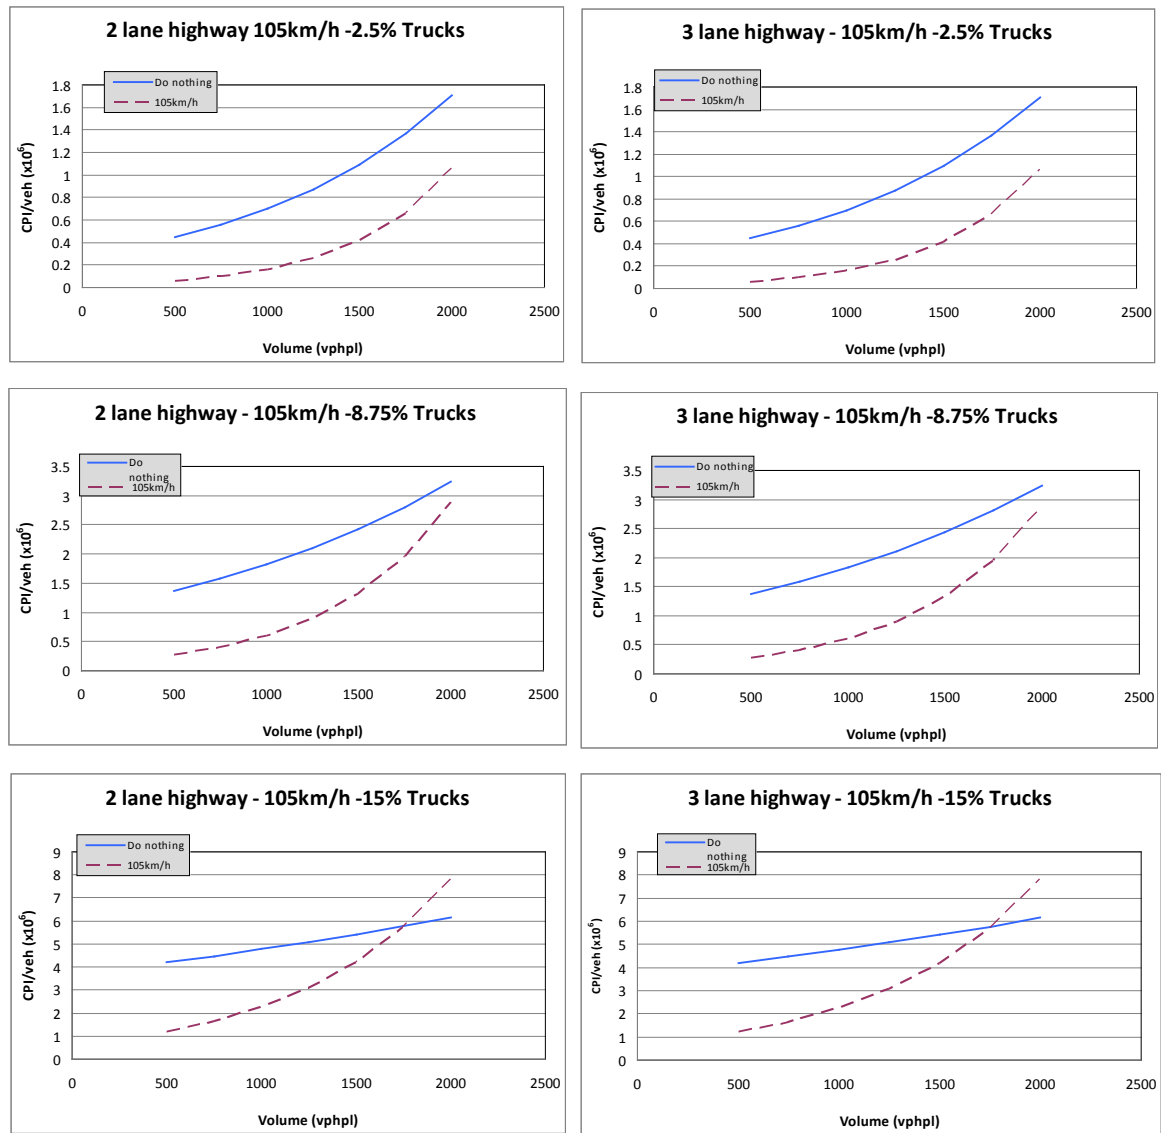 2 lane highway 105km/h -2.5% Trucks
Do nothing
105km/h
CPI/veh (x10⁶)
1.8
1.6
1.4
1.2
1
0.8
0.6
0.4
0.2
0
0 500 1000 1500 2000 2500
Volume (vphpl)
3 lane highway - 105km/h -2.5% Trucks
Do nothing
105km/h
CPI/veh (x10⁶)
1.8
1.6
1.4
1.2
1
0.8
0.6
0.4
0.2
0
0 500 1000 1500 2000 2500
Volume (vphpl)
2 lane highway - 105km/h -8.75% Trucks
Do
nothing
105km/h
CPI/veh (x10⁶)
3.5
3
2.5
2
1.5
1
0.5
0
0 500 1000 1500 2000 2500
Volume (vphpl)
3 lane highway - 105km/h -8.75% Trucks
Do nothing
105km/h
CPI/veh (x10⁶)
3.5
3
2.5
2
1.5
1
0.5
0
0 500 1000 1500 2000 2500
Volume (vphpl)
2 lane highway - 105km/h -15% Trucks
Do nothing
105km/h
CPI/veh (x10⁶)
9
8
7
6
5
4
3
2
1
0
0 500 1000 1500 2000 2500
Volume (vphpl)
3 lane highway - 105km/h -15% Trucks
Do
nothing
105km/h
CPI/veh (x10⁶)
9
8
7
6
5
4
3
2
1
0
0 500 1000 1500 2000 2500
Volume (vphpl)